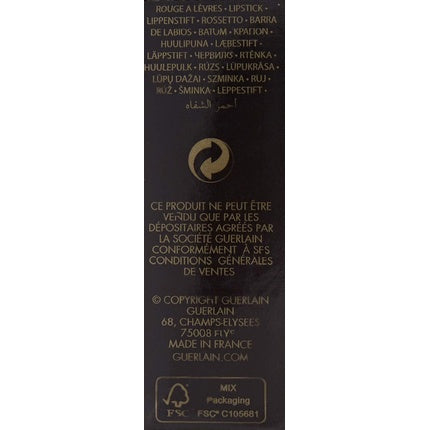 ROUGE A LÈVRES • LIPSTICK •
LIPPENSTIFT • ROSSETTO • BARRA
DE LABIOS • BATUM • ΚΡΑΓΙΟΝ •
HUULIPUNA • LÆBESTIFT •
LÄPPSTIFT • ЧЕРВИЛО • RTĚNKA •
HUULEPULK • RÚZS • LŪPUKRĀSA •
LŪPŲ DAŽAI • SZMINKA • RUJ •
RÚŽ • ŠMINKA • LEPPESTIFT •
أحمر الشفاه
CE PRODUIT NE PEUT ÊTRE
VENDU QUE PAR LES
DÉPOSITAIRES AGRÉÉS PAR
LA SOCIÉTÉ GUERLAIN
CONFORMÉMENT À SES
CONDITIONS GÉNÉRALES
DE VENTES
© COPYRIGHT GUERLAIN
GUERLAIN
68, CHAMPS-ELYSEES
75008
MADE IN FRANCE
GUERLAIN.COM
FSC
MIX
Packaging
FSC® C105681